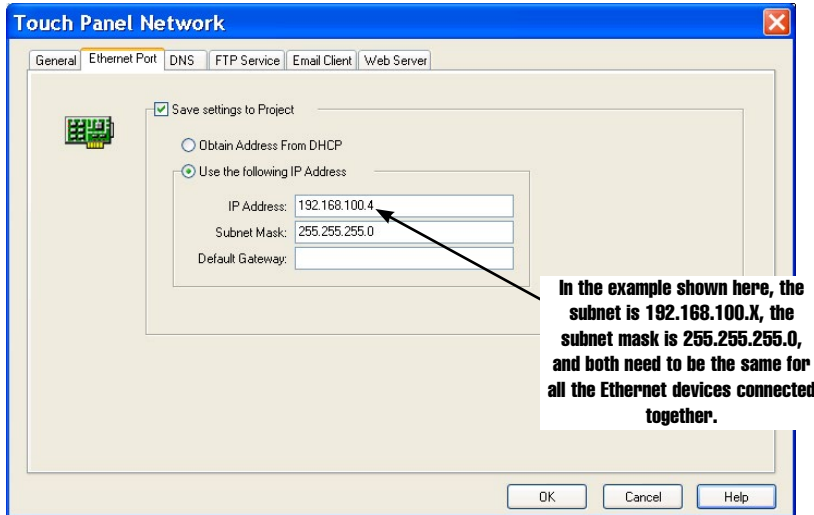 Touch Panel Network
General Ethernet Port DNS FTP Service Email Client Web Server
Save settings to Project
Obtain Address From DHCP
Use the following IP Address
IP Address: 192.168.100.4
Subnet Mask: 255.255.255.0
Default Gateway:
In the example shown here, the
subnet is 192.168.100.X, the
subnet mask is 255.255.255.0,
and both need to be the same for
all the Ethernet devices connected
together.
OK Cancel Help